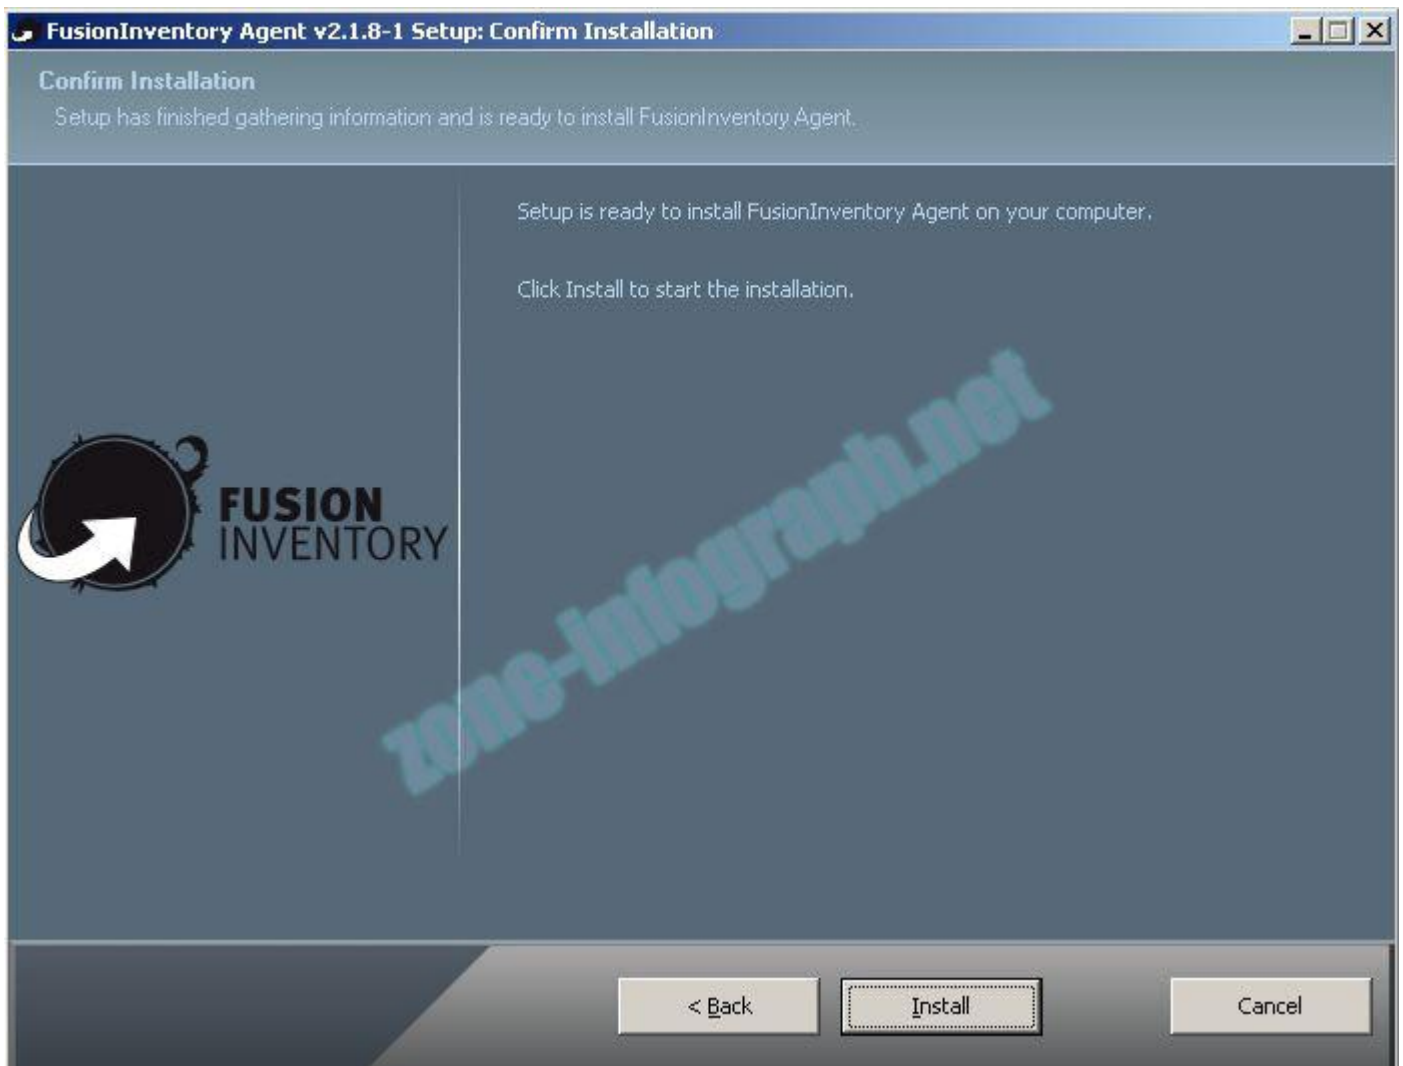 FusionInventory Agent v2.1.8-1 Setup: Confirm Installation
Confirm Installation
Setup has finished gathering information and is ready to install FusionInventory Agent.
Setup is ready to install FusionInventory Agent on your computer.
Click Install to start the installation.
zone-infograph.net
FUSION
INVENTORY
< Back
Install
Cancel